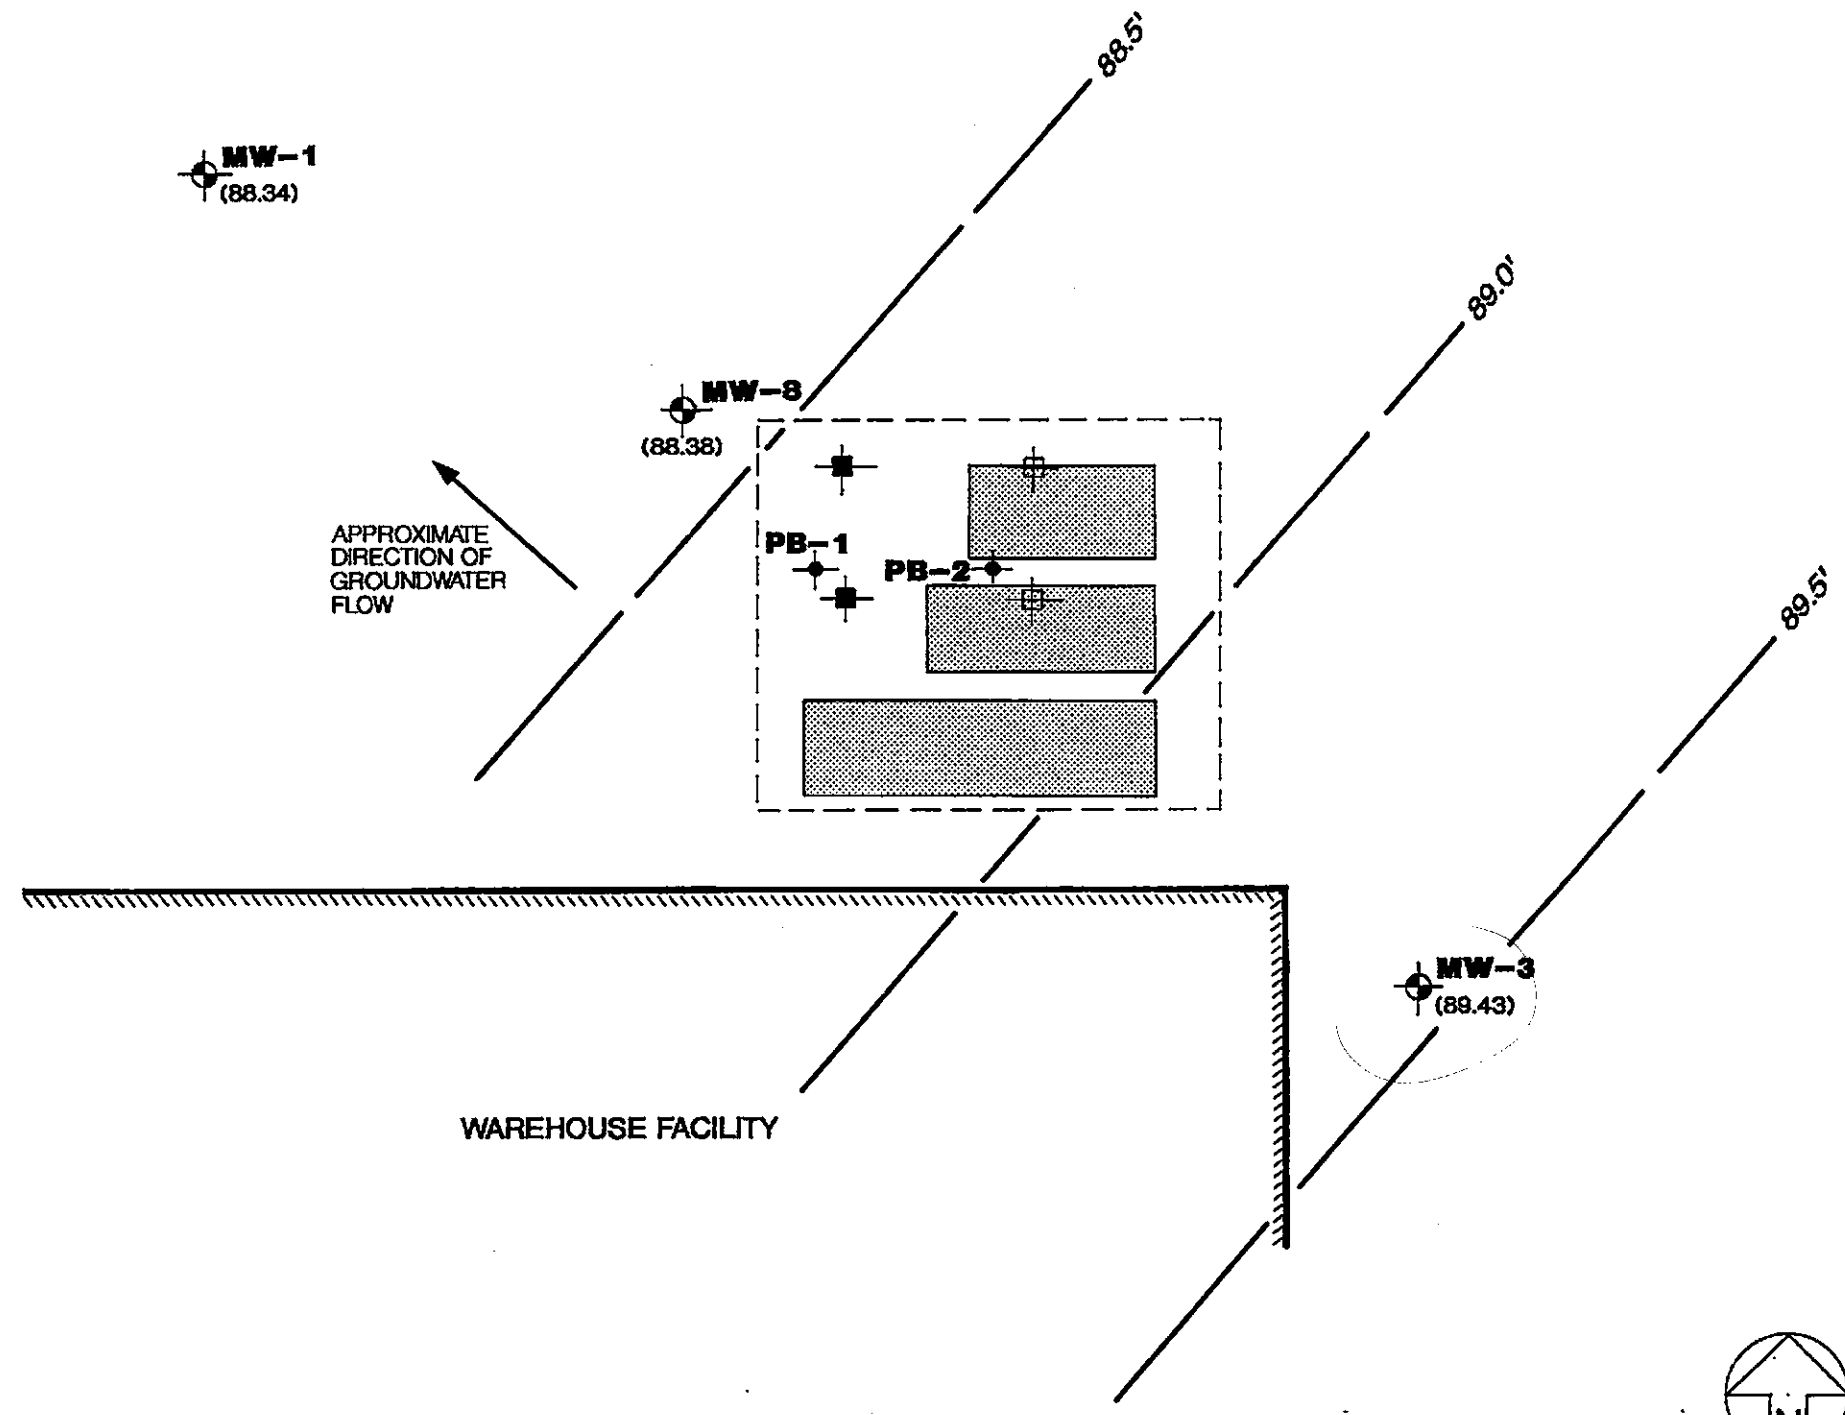 88.5'
MW-1
(88.34)
89.0'
MW-8
(88.38)
APPROXIMATE
DIRECTION OF
GROUNDWATER
FLOW
PB-1
PB-2
89.5'
MW-3
(89.43)
WAREHOUSE FACILITY